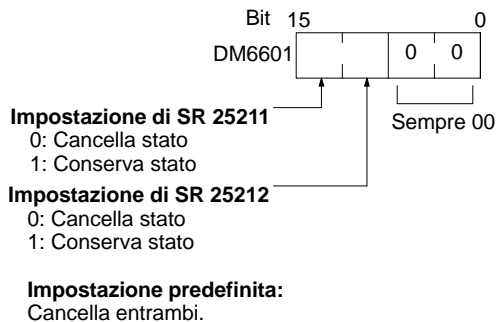 Bit 15 0
DM6601 0 0
Impostazione di SR 25211
Sempre 00
0: Cancella stato
1: Conserva stato
Impostazione di SR 25212
0: Cancella stato
1: Conserva stato
Impostazione predefinita:
Cancella entrambi.